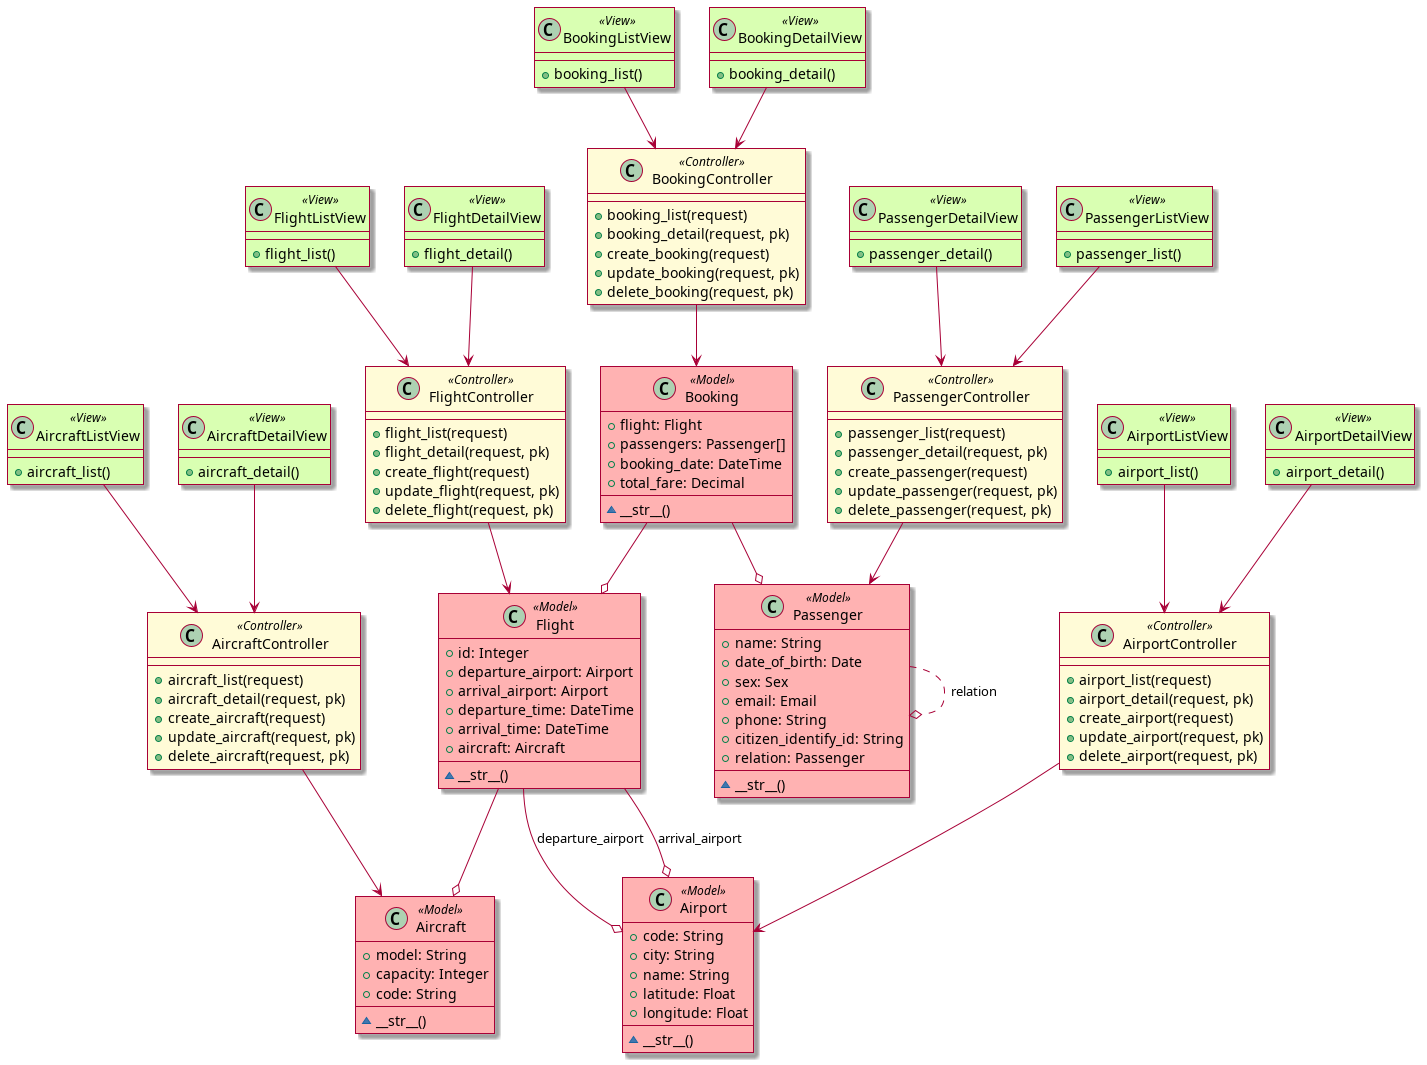 C
«View»
BookingListView
booking_list()
C
«View»
BookingDetailView
booking_detail()
C
«Controller»
BookingController
booking_list(request)
booking_detail(request, pk)
create_booking(request)
update_booking(request, pk)
delete_booking(request, pk)
C
«View»
FlightListView
flight_list()
C
«View»
FlightDetailView
flight_detail()
C
«View»
PassengerDetailView
passenger_detail()
C
«View»
PassengerListView
passenger_list()
C
«Controller»
FlightController
flight_list(request)
flight_detail(request, pk)
create_flight(request)
update_flight(request, pk)
delete_flight(request, pk)
C
«Model»
Booking
flight: Flight
passengers: Passenger[]
booking_date: DateTime
total_fare: Decimal
__str__()
C
«Controller»
PassengerController
passenger_list(request)
passenger_detail(request, pk)
create_passenger(request)
update_passenger(request, pk)
delete_passenger(request, pk)
C
«View»
AircraftListView
aircraft_list()
C
«View»
AircraftDetailView
aircraft_detail()
C
«View»
AirportListView
airport_list()
C
«View»
AirportDetailView
airport_detail()
C
«Controller»
AircraftController
aircraft_list(request)
aircraft_detail(request, pk)
create_aircraft(request)
update_aircraft(request, pk)
delete_aircraft(request, pk)
C
«Model»
Flight
id: Integer
departure_airport: Airport
arrival_airport: Airport
departure_time: DateTime
arrival_time: DateTime
aircraft: Aircraft
__str__()
C
«Model»
Passenger
name: String
date_of_birth: Date
sex: Sex
email: Email
phone: String
citizen_identify_id: String
relation: Passenger
__str__()
relation
C
«Controller»
AirportController
airport_list(request)
airport_detail(request, pk)
create_airport(request)
update_airport(request, pk)
delete_airport(request, pk)
departure_airport
arrival_airport
C
«Model»
Aircraft
model: String
capacity: Integer
code: String
__str__()
C
«Model»
Airport
code: String
city: String
name: String
latitude: Float
longitude: Float
__str__()